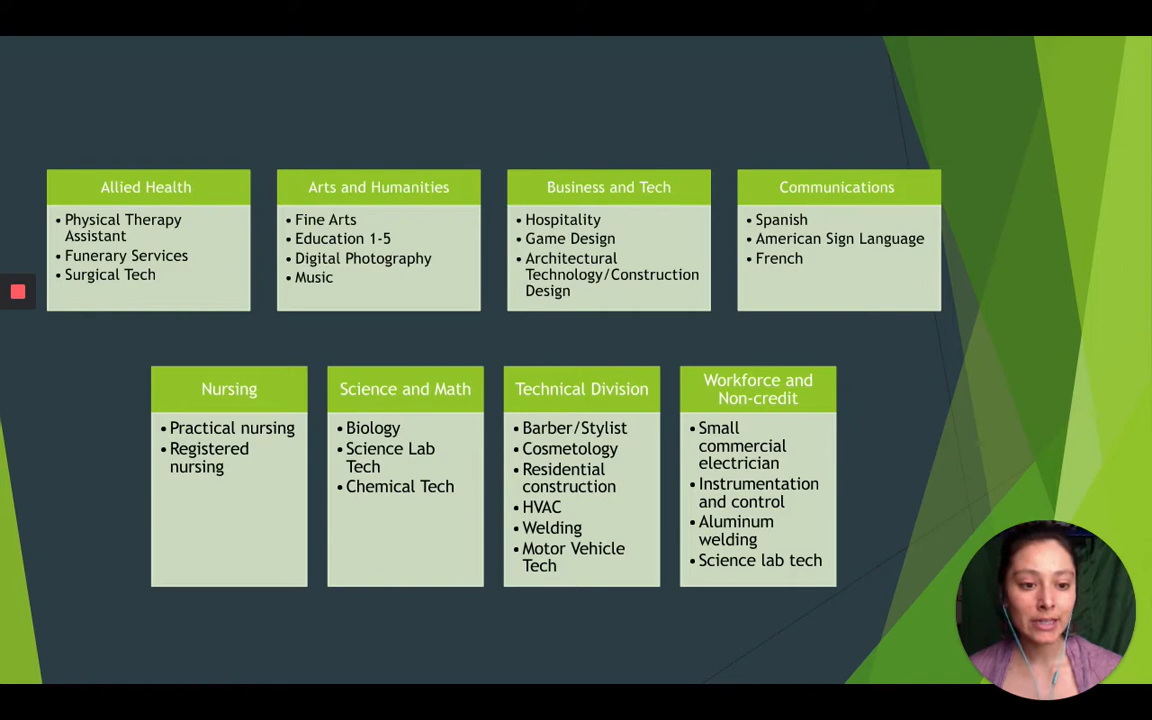 Allied Health
• Physical Therapy
Assistant
• Funerary Services
• Surgical Tech
Arts and Humanities
• Fine Arts
• Education 1-5
• Digital Photography
• Music
Business and Tech
• Hospitality
• Game Design
• Architectural
Technology/Construction
Design
Communications
• Spanish
• American Sign Language
• French
Nursing
• Practical nursing
• Registered
nursing
Science and Math
• Biology
• Science Lab
Tech
• Chemical Tech
Technical Division
• Barber/Stylist
• Cosmetology
• Residential
construction
• HVAC
• Welding
• Motor Vehicle
Tech
Workforce and
Non-credit
• Small
commercial
electrician
• Instrumentation
and control
• Aluminum
welding
• Science lab tech